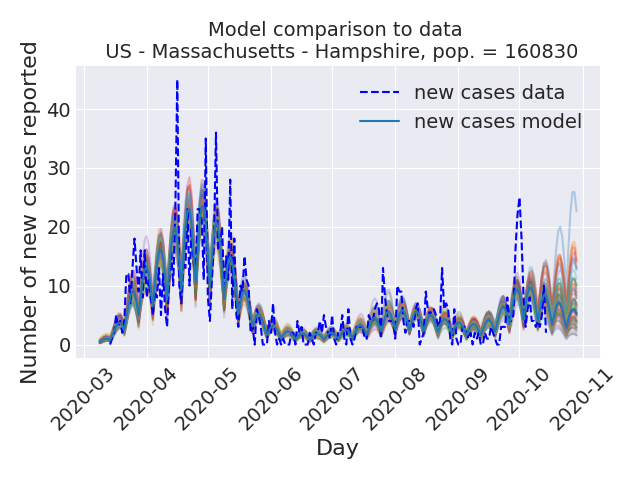 Model comparison to data
US - Massachusetts - Hampshire, pop. = 160830
Number of new cases reported
40
30
20
10
0
new cases data
new cases model
2020-03
2020-04
2020-05
2020-06
2020-07
2020-08
2020-09
2020-10
2020-11
Day